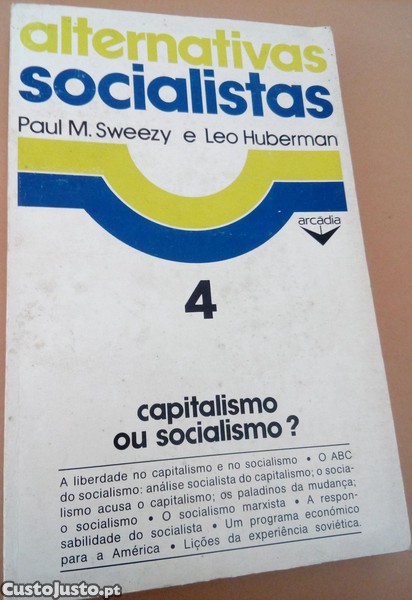 alternativas
socialistas
Paul M. Sweezy e Leo Huberman
arcádia
4
capitalismo
ou socialismo?
A liberdade no capitalismo e no socialismo • O ABC
do socialismo: análise socialista do capitalismo; o socia-
lismo acusa o capitalismo; os paladinos da mudança;
o socialismo • O socialismo marxista • A respon-
sabilidade do socialista • Um programa económico
para a América • Lições da experiência soviética.
CustoJusto.pt